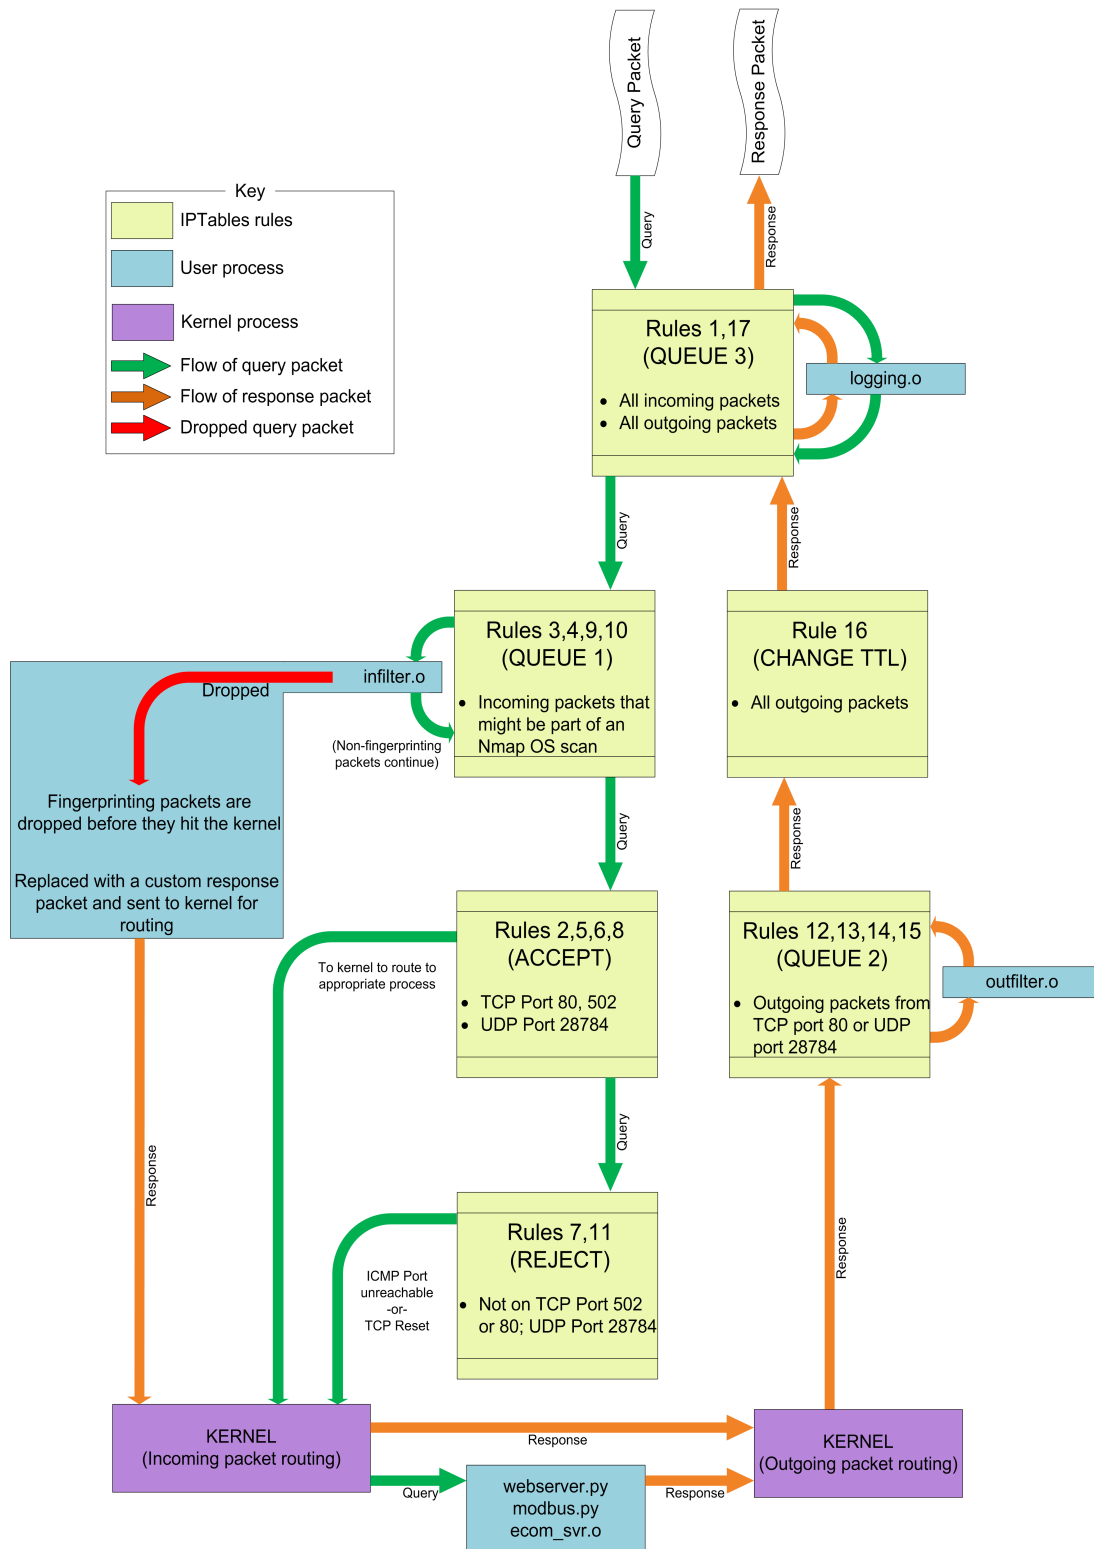 Query Packet
Response Packet
Query
Response
Key
IPTables rules
User process
Kernel process
Flow of query packet
Flow of response packet
Dropped query packet
Rules 1,17
(QUEUE 3)
• All incoming packets
• All outgoing packets
logging.o
Query
Response
Rules 3,4,9,10
(QUEUE 1)
• Incoming packets that
might be part of an
Nmap OS scan
Rule 16
(CHANGE TTL)
• All outgoing packets
infilter.o
Dropped
(Non-fingerprinting
packets continue)
Fingerprinting packets are
dropped before they hit the kernel
Replaced with a custom response
packet and sent to kernel for
routing
Query
Response
Rules 2,5,6,8
(ACCEPT)
• TCP Port 80, 502
• UDP Port 28784
To kernel to route to
appropriate process
Rules 12,13,14,15
(QUEUE 2)
• Outgoing packets from
TCP port 80 or UDP
port 28784
outfilter.o
Query
Response
Response
Rules 7,11
(REJECT)
• Not on TCP Port 502
or 80; UDP Port 28784
ICMP Port
unreachable
-or-
TCP Reset
KERNEL
(Incoming packet routing)
Response
KERNEL
(Outgoing packet routing)
Query
webserver.py
modbus.py
ecom_svr.o
Response